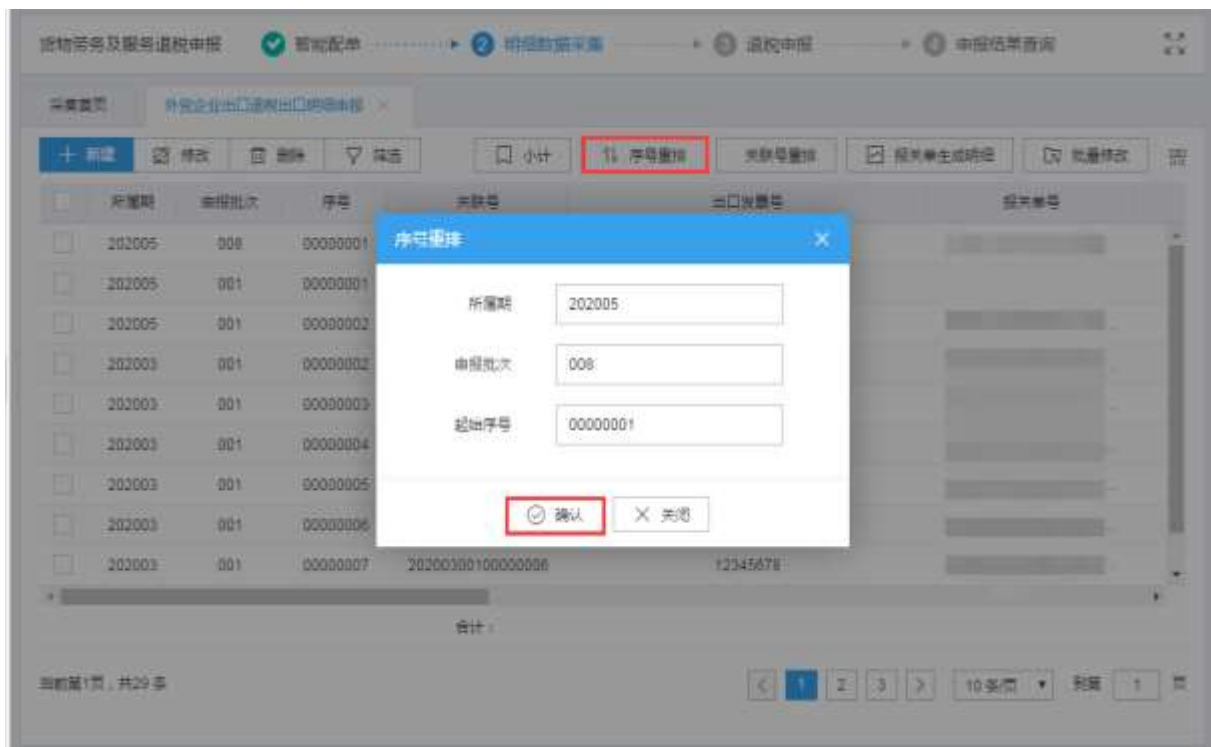 货物劳务及服务退税申报 智能配单 2 明细数据采集 3 退税申报 4 申报结果查询
采集首页 外贸企业出口退税出口明细申报 ×
新建 修改 删除 筛选 小计 序号重排 关联号重排 报关单生成明细 批量修改
所属期 申报批次 序号 关联号 出口发票号 报关单号
202005 008 00000001
202005 001 00000001
202005 001 00000002
202003 001 00000002
202003 001 00000003
202003 001 00000004
202003 001 00000005
202003 001 00000006
202003 001 00000007 20200300100000006 12345678
序号重排 ×
所属期 202005
申报批次 008
起始序号 00000001
确认 关闭
合计：
当前第1页，共29条 < 1 2 3 > 10条/页 到第 1 页